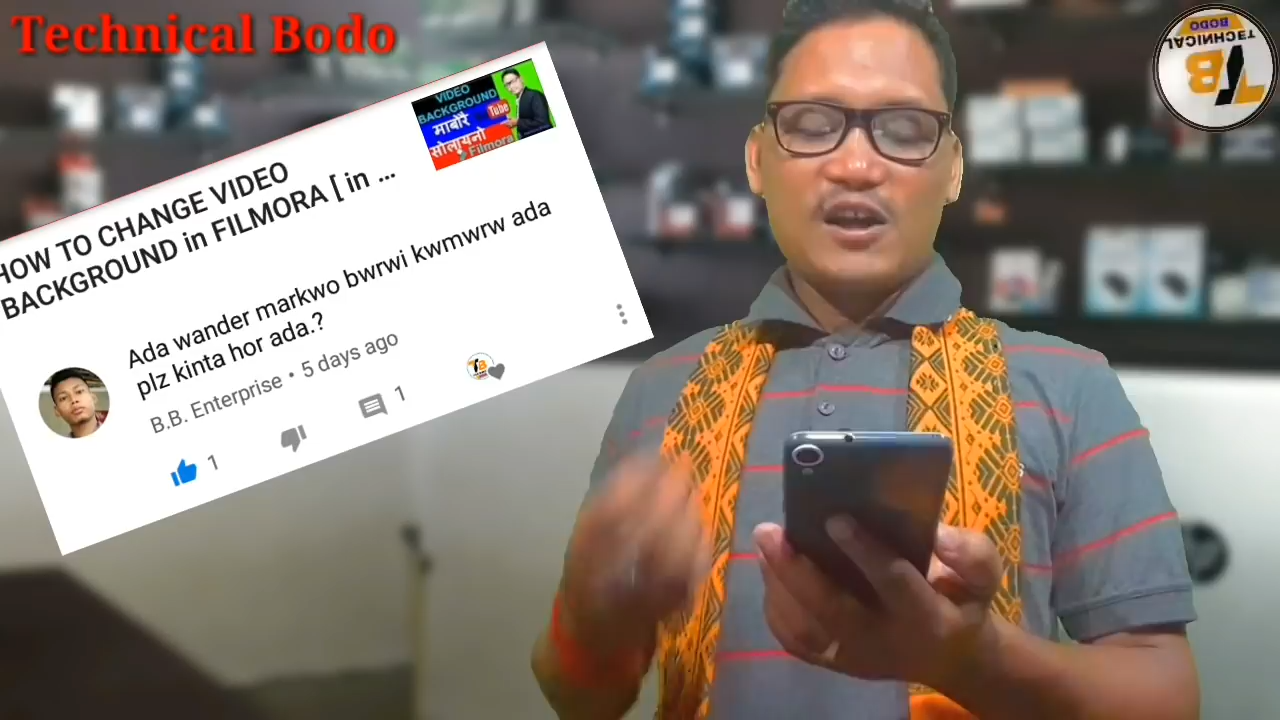 Technical Bodo
TECHNICAL
BODO
TB
HOW TO CHANGE VIDEO
BACKGROUND in FILMORA [ in ...
VIDEO
BACKGROUND
Tube
माबोरै
सोलायनो
Filmora
Ada wander markwo bwrwi kwmwrw ada
plz kinta hor ada.?
B.B. Enterprise • 5 days ago
1
1